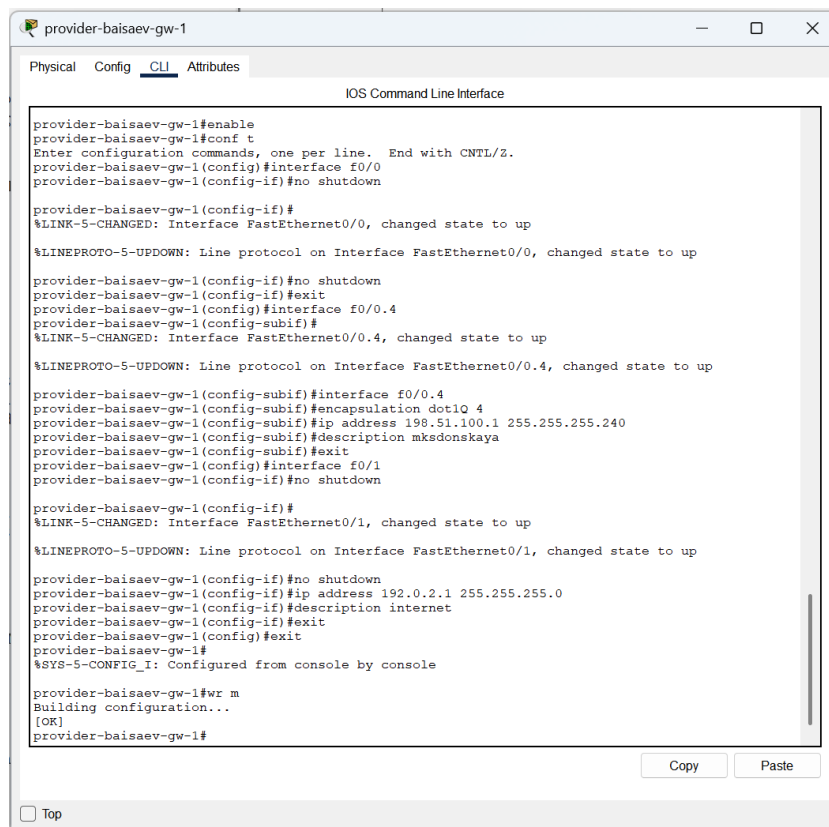 provider-baisaev-gw-1
Physical Config CLI Attributes
IOS Command Line Interface
provider-baisaev-gw-1#enable
provider-baisaev-gw-1#conf t
Enter configuration commands, one per line.  End with CNTL/Z.
provider-baisaev-gw-1(config)#interface f0/0
provider-baisaev-gw-1(config-if)#no shutdown
provider-baisaev-gw-1(config-if)#
%LINK-5-CHANGED: Interface FastEthernet0/0, changed state to up
%LINEPROTO-5-UPDOWN: Line protocol on Interface FastEthernet0/0, changed state to up
provider-baisaev-gw-1(config-if)#no shutdown
provider-baisaev-gw-1(config-if)#exit
provider-baisaev-gw-1(config)#interface f0/0.4
provider-baisaev-gw-1(config-subif)#
%LINK-5-CHANGED: Interface FastEthernet0/0.4, changed state to up
%LINEPROTO-5-UPDOWN: Line protocol on Interface FastEthernet0/0.4, changed state to up
provider-baisaev-gw-1(config-subif)#interface f0/0.4
provider-baisaev-gw-1(config-subif)#encapsulation dot1Q 4
provider-baisaev-gw-1(config-subif)#ip address 198.51.100.1 255.255.255.240
provider-baisaev-gw-1(config-subif)#description mksdonskaya
provider-baisaev-gw-1(config-subif)#exit
provider-baisaev-gw-1(config)#interface f0/1
provider-baisaev-gw-1(config-if)#no shutdown
provider-baisaev-gw-1(config-if)#
%LINK-5-CHANGED: Interface FastEthernet0/1, changed state to up
%LINEPROTO-5-UPDOWN: Line protocol on Interface FastEthernet0/1, changed state to up
provider-baisaev-gw-1(config-if)#no shutdown
provider-baisaev-gw-1(config-if)#ip address 192.0.2.1 255.255.255.0
provider-baisaev-gw-1(config-if)#description internet
provider-baisaev-gw-1(config-if)#exit
provider-baisaev-gw-1(config)#exit
provider-baisaev-gw-1#
%SYS-5-CONFIG_I: Configured from console by console
provider-baisaev-gw-1#wr m
Building configuration...
[OK]
provider-baisaev-gw-1#
Copy Paste
Top